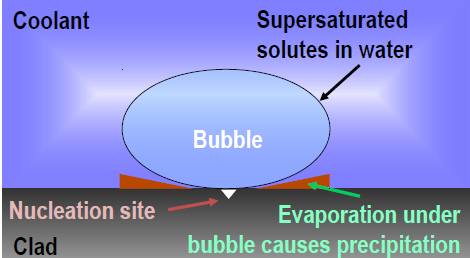 Coolant
Supersaturated
solutes in water
Bubble
Nucleation site
Evaporation under
bubble causes precipitation
Clad